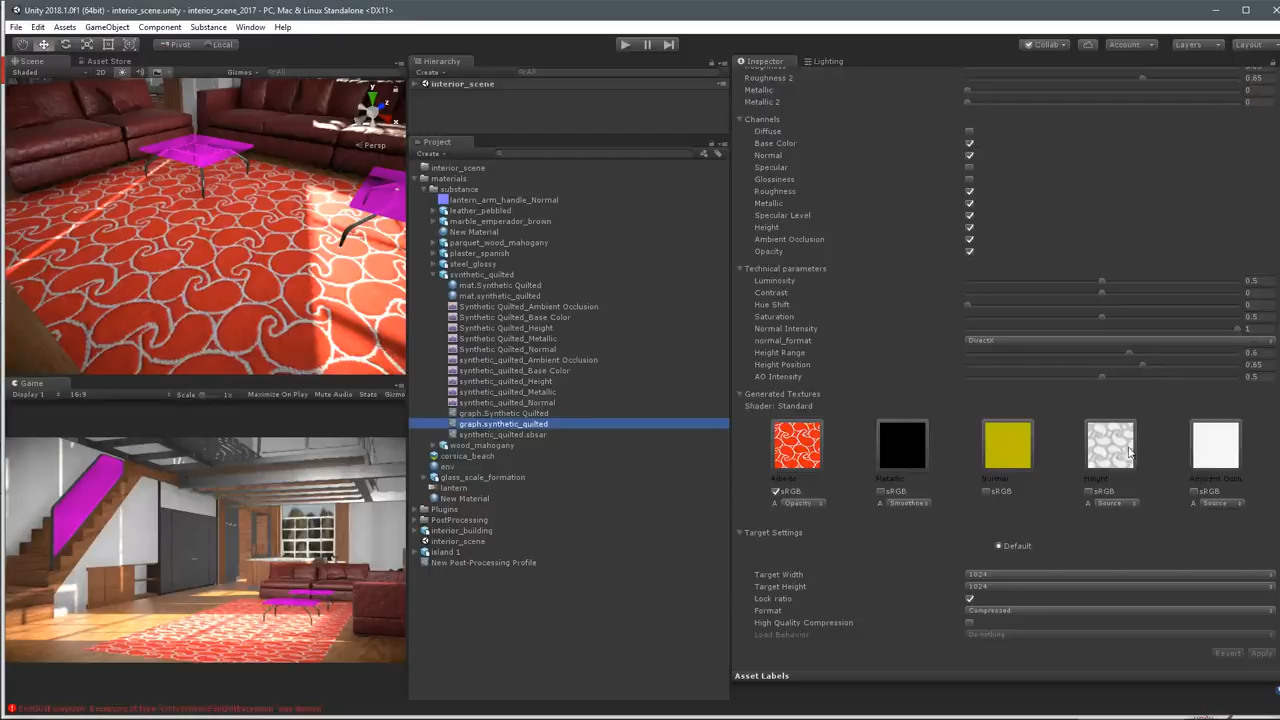 Unity 2018.1.0f1 (64bit) - interior_scene.unity - interior_scene_2017 - PC, Mac & Linux Standalone <DX11>
File Edit Assets GameObject Component Substance Window Help
Pivot Local Collab Account Layers Layout
Scene Asset Store
Shaded 2D Gizmos All
Persp
Game
Display 1 16:9 Scale 1x Maximize On Play Mute Audio Stats Gizmo
Hierarchy
Create All
interior_scene
Project
Create
interior_scene
materials
substance
lantern_arm_handle_Normal
leather_pebbled
marble_emperador_brown
New Material
parquet_wood_mahogany
plaster_spanish
steel_glossy
synthetic_quilted
mat.Synthetic Quilted
mat.synthetic_quilted
Synthetic Quilted_Ambient Occlusion
Synthetic Quilted_Base Color
Synthetic Quilted_Height
Synthetic Quilted_Metallic
Synthetic Quilted_Normal
synthetic_quilted_Ambient Occlusion
synthetic_quilted_Base Color
synthetic_quilted_Height
synthetic_quilted_Metallic
synthetic_quilted_Normal
graph.Synthetic Quilted
graph.synthetic_quilted
synthetic_quilted.sbsar
wood_mahogany
corsica_beach
env
glass_scale_formation
lantern
New Material
Plugins
PostProcessing
interior_building
interior_scene
island 1
New Post-Processing Profile
Inspector Lighting
Roughness 2 0.65
Metallic 0
Metallic 2 0
Channels
Diffuse
Base Color
Normal
Specular
Glossiness
Roughness
Metallic
Specular Level
Height
Ambient Occlusion
Opacity
Technical parameters
Luminosity 0.5
Contrast 0
Hue Shift 0
Saturation 0.5
Normal Intensity 1
normal_format DirectX
Height Range 0.6
Height Position 0.65
AO Intensity 0.5
Generated Textures
Shader: Standard
Albedo Metallic Normal Height Ambient Occlu
sRGB sRGB sRGB sRGB sRGB
A Opacity A Smoothnes A Source A Source
Target Settings
Default
Target Width 1024
Target Height 1024
Lock ratio
Format Compressed
High Quality Compression
Load Behavior Do nothing
Revert Apply
Asset Labels